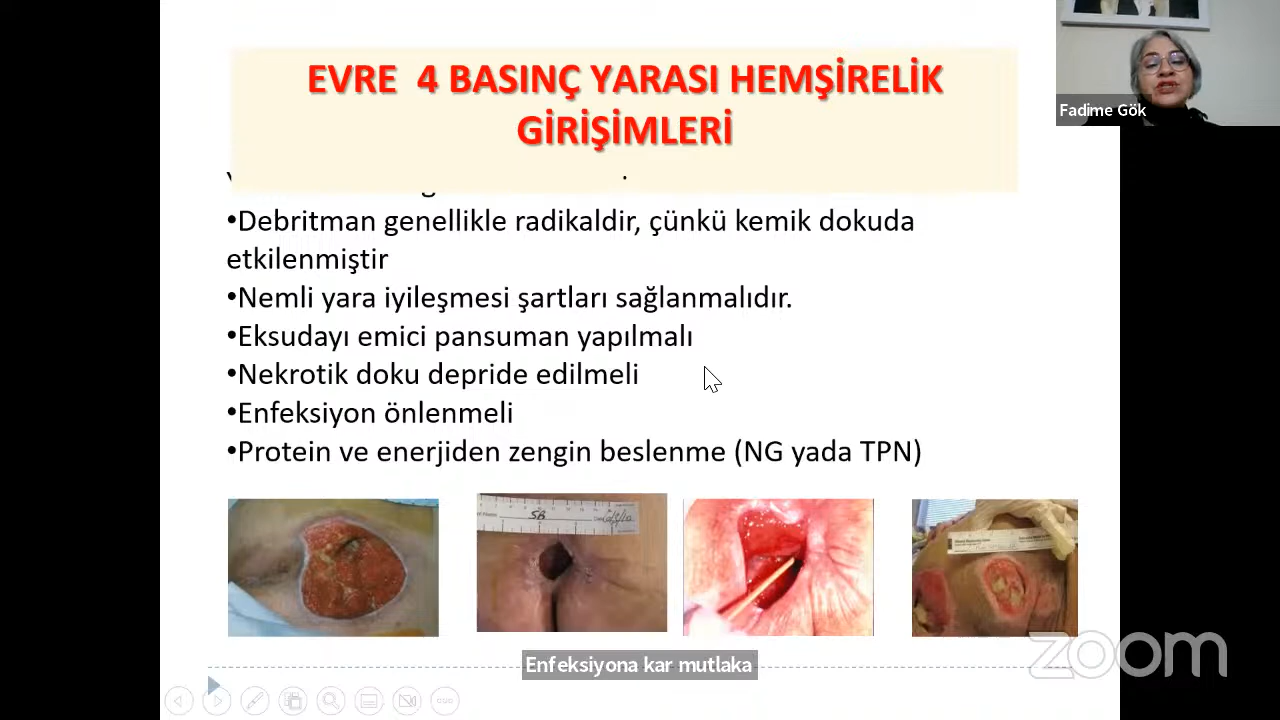 EVRE 4 BASINÇ YARASI HEMŞİRELİK
GİRİŞİMLERİ
Fadime Gök
•Debritman genellikle radikaldir, çünkü kemik dokuda
etkilenmiştir
•Nemli yara iyileşmesi şartları sağlanmalıdır.
•Eksudayı emici pansuman yapılmalı
•Nekrotik doku depride edilmeli
•Enfeksiyon önlenmeli
•Protein ve enerjiden zengin beslenme (NG yada TPN)
SB
Enfeksiyona kar mutlaka
zoom